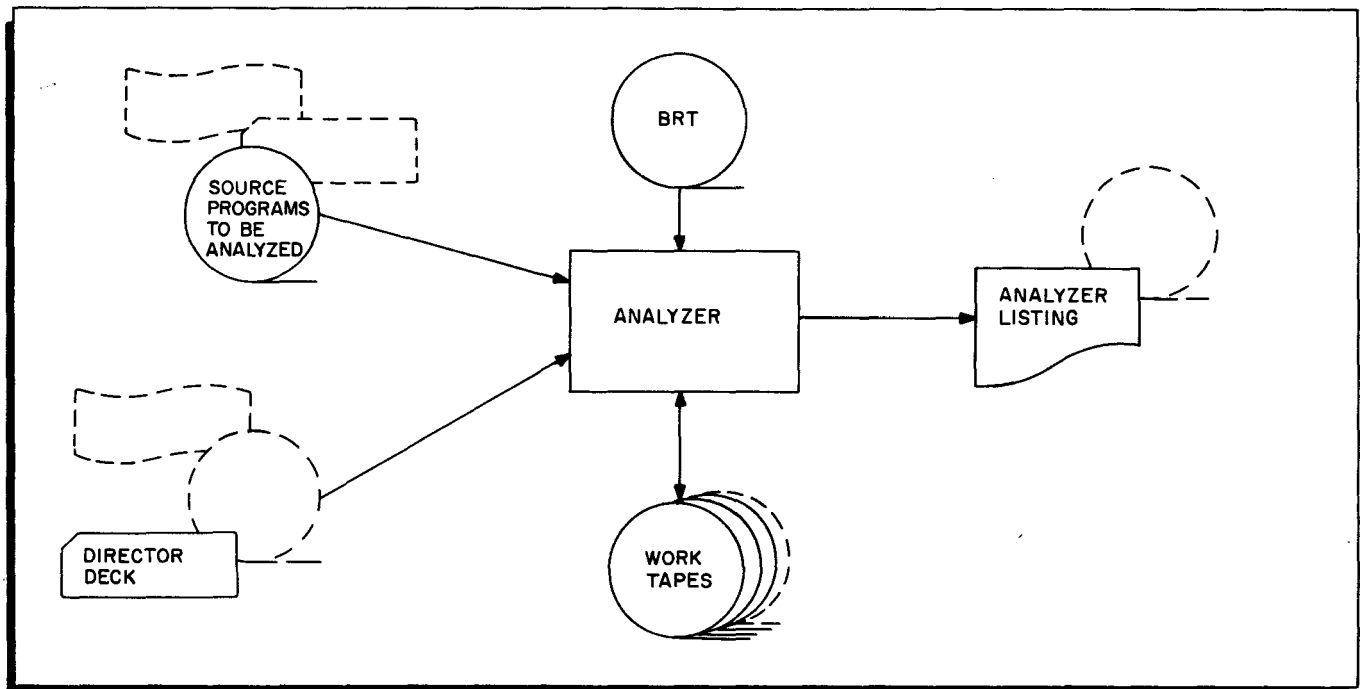 BRT
SOURCE
PROGRAMS
TO BE
ANALYZED
ANALYZER
ANALYZER
LISTING
DIRECTOR
DECK
WORK
TAPES